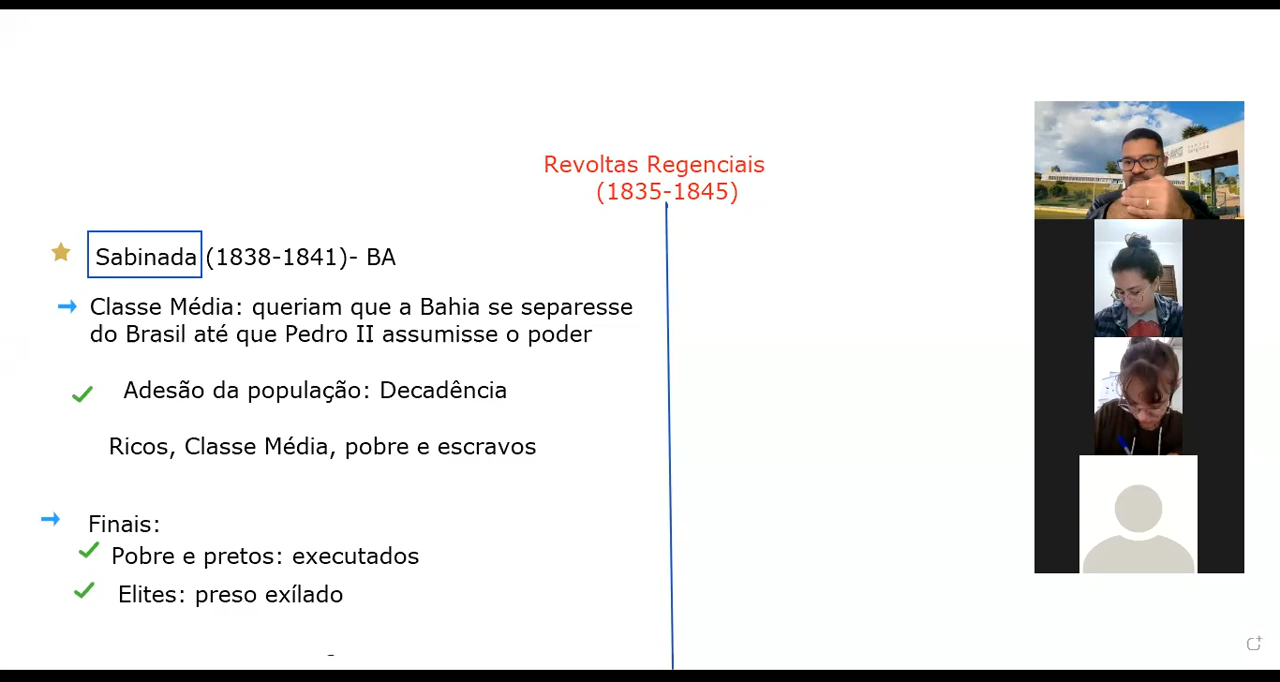 Revoltas Regenciais
(1835-1845)
Sabinada (1838-1841)- BA
Classe Média: queriam que a Bahia se separesse
do Brasil até que Pedro II assumisse o poder
Adesão da população: Decadência
Ricos, Classe Média, pobre e escravos
Finais:
Pobre e pretos: executados
Elites: preso exílado